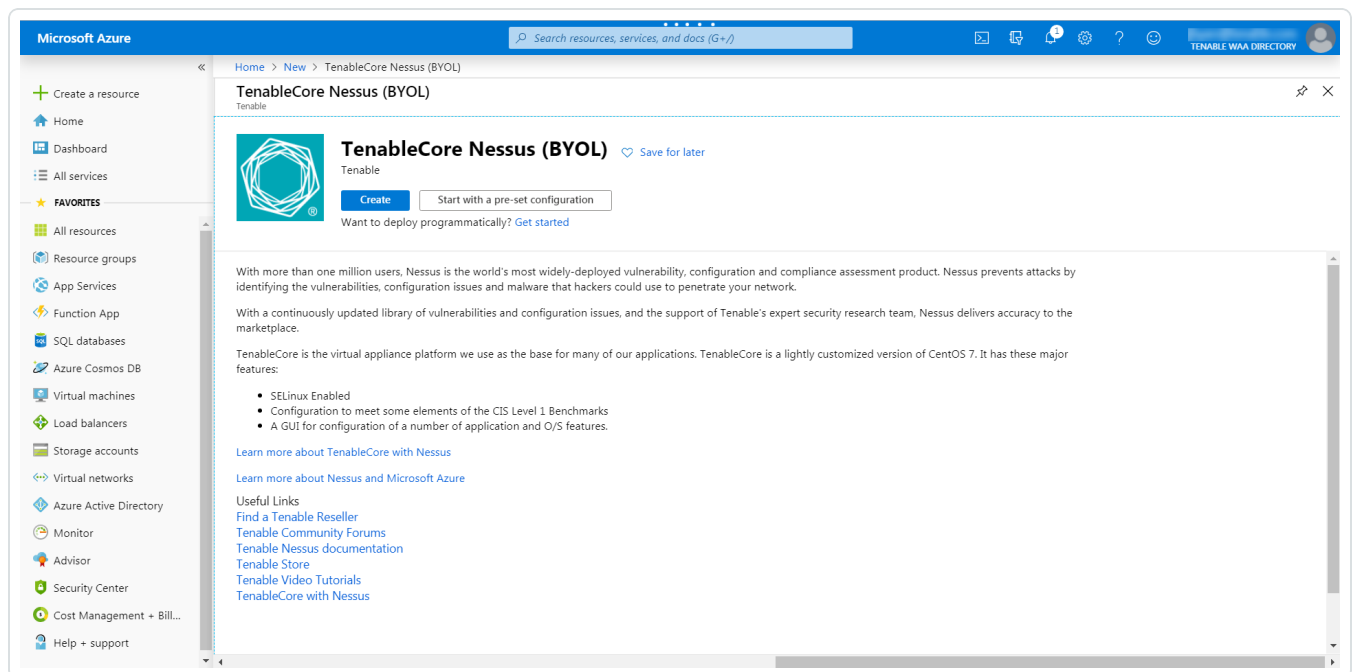 Microsoft Azure
Search resources, services, and docs (G+/)
1
TENABLE WAA DIRECTORY
«
Create a resource
Home
Dashboard
All services
FAVORITES
All resources
Resource groups
App Services
Function App
SQL databases
Azure Cosmos DB
Virtual machines
Load balancers
Storage accounts
Virtual networks
Azure Active Directory
Monitor
Advisor
Security Center
Cost Management + Bill...
Help + support
Home > New > TenableCore Nessus (BYOL)
TenableCore Nessus (BYOL)
Tenable
TenableCore Nessus (BYOL) Save for later
Tenable
Create Start with a pre-set configuration
Want to deploy programmatically? Get started
With more than one million users, Nessus is the world's most widely-deployed vulnerability, configuration and compliance assessment product. Nessus prevents attacks by
identifying the vulnerabilities, configuration issues and malware that hackers could use to penetrate your network.
With a continuously updated library of vulnerabilities and configuration issues, and the support of Tenable's expert security research team, Nessus delivers accuracy to the
marketplace.
TenableCore is the virtual appliance platform we use as the base for many of our applications. TenableCore is a lightly customized version of CentOS 7. It has these major
features:
• SELinux Enabled
• Configuration to meet some elements of the CIS Level 1 Benchmarks
• A GUI for configuration of a number of application and O/S features.
Learn more about TenableCore with Nessus
Learn more about Nessus and Microsoft Azure
Useful Links
Find a Tenable Reseller
Tenable Community Forums
Tenable Nessus documentation
Tenable Store
Tenable Video Tutorials
TenableCore with Nessus